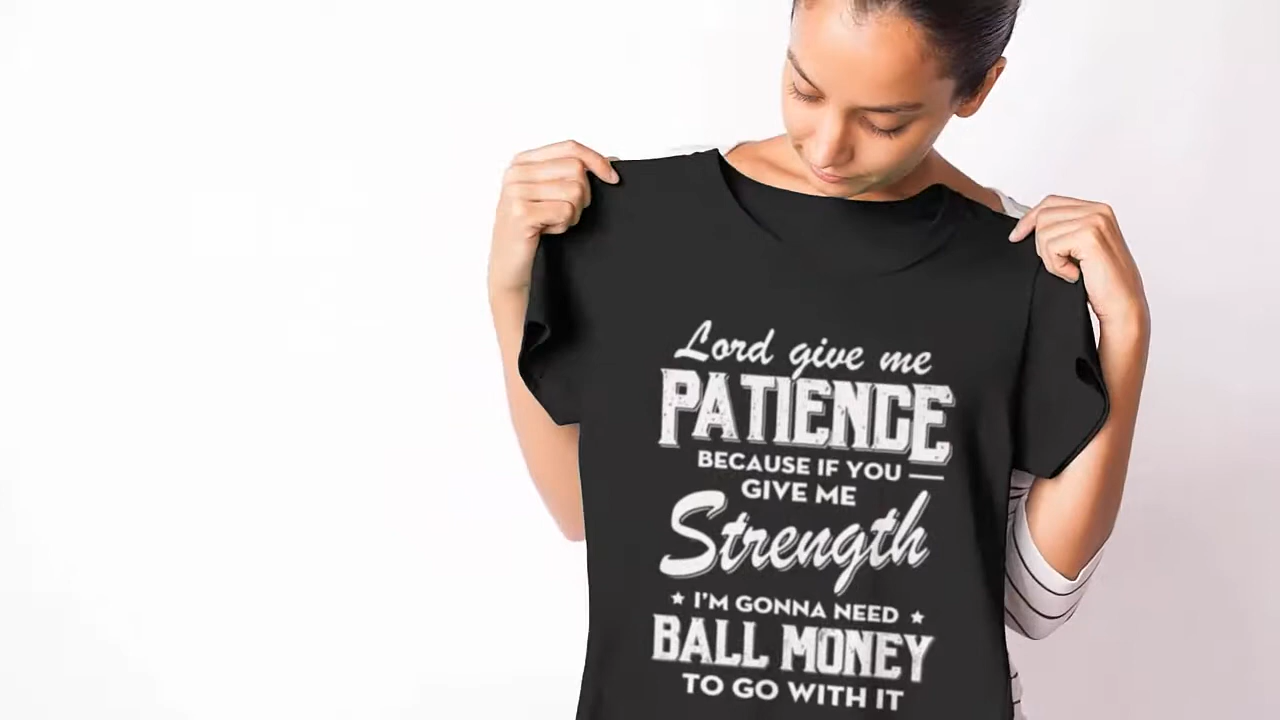 Lord give me
PATIENCE
BECAUSE IF YOU
GIVE ME
Strength
I'M GONNA NEED
BALL MONEY
TO GO WITH IT